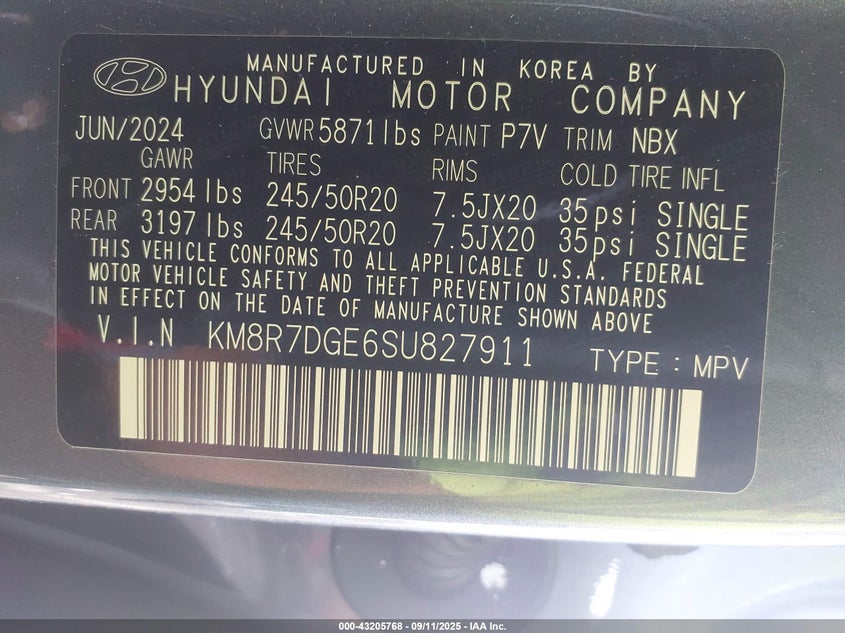 MANUFACTURED IN KOREA BY
HYUNDAI MOTOR COMPANY
JUN/2024 GVWR 5871 lbs PAINT P7V TRIM NBX
GAWR TIRES RIMS COLD TIRE INFL
FRONT 2954 lbs 245/50R20 7.5JX20 35psi SINGLE
REAR 3197 lbs 245/50R20 7.5JX20 35psi SINGLE
THIS VEHICLE CONFORMS TO ALL APPLICABLE U.S.A. FEDERAL
MOTOR VEHICLE SAFETY AND THEFT PREVENTION STANDARDS
IN EFFECT ON THE DATE OF MANUFACTURE SHOWN ABOVE
V.I.N KM8R7DGE6SU827911 TYPE : MPV
000-43205768 - 09/11/2025 - IAA Inc.